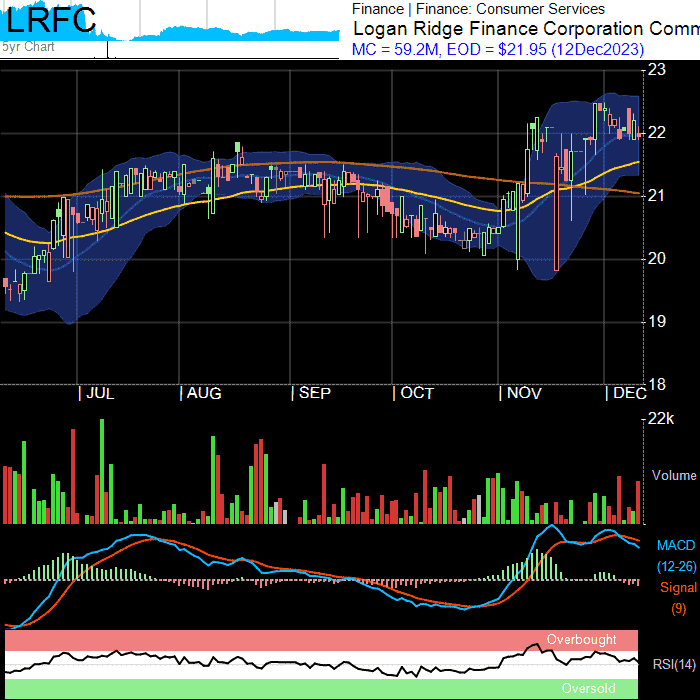 LRFC
5yr Chart
Finance | Finance: Consumer Services
Logan Ridge Finance Corporation Comm
MC = 59.2M, EOD = $21.95 (12Dec2023)
23
22
21
20
19
18
| JUL | AUG | SEP | OCT | NOV | DEC
22k
Volume
MACD
(12-26)
Signal
(9)
Overbought
RSI(14)
Oversold